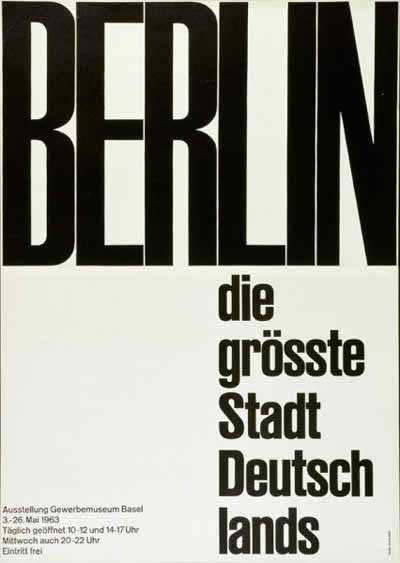 BERLIN
die
grösste
Stadt
Deutsch
lands
Ausstellung Gewerbemuseum Basel
3.-26. Mai 1963
Täglich geöffnet 10-12 und 14-17 Uhr
Mittwoch auch 20-22 Uhr
Eintritt frei